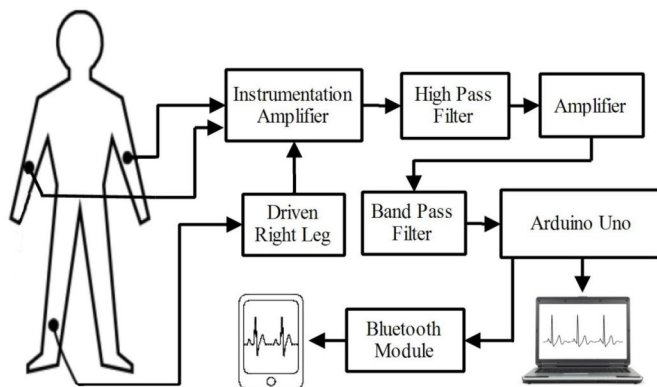 Instrumentation
Amplifier
High Pass
Filter
Amplifier
Driven
Right Leg
Band Pass
Filter
Arduino Uno
Bluetooth
Module